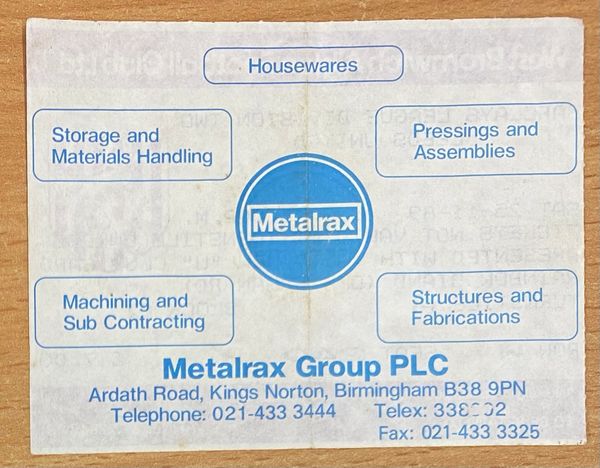 Housewares
Storage and
Materials Handling
Pressings and
Assemblies
Metalrax
Machining and
Sub Contracting
Structures and
Fabrications
Metalrax Group PLC
Ardath Road, Kings Norton, Birmingham B38 9PN
Telephone: 021-433 3444
Telex:
Fax: 021-433 3325